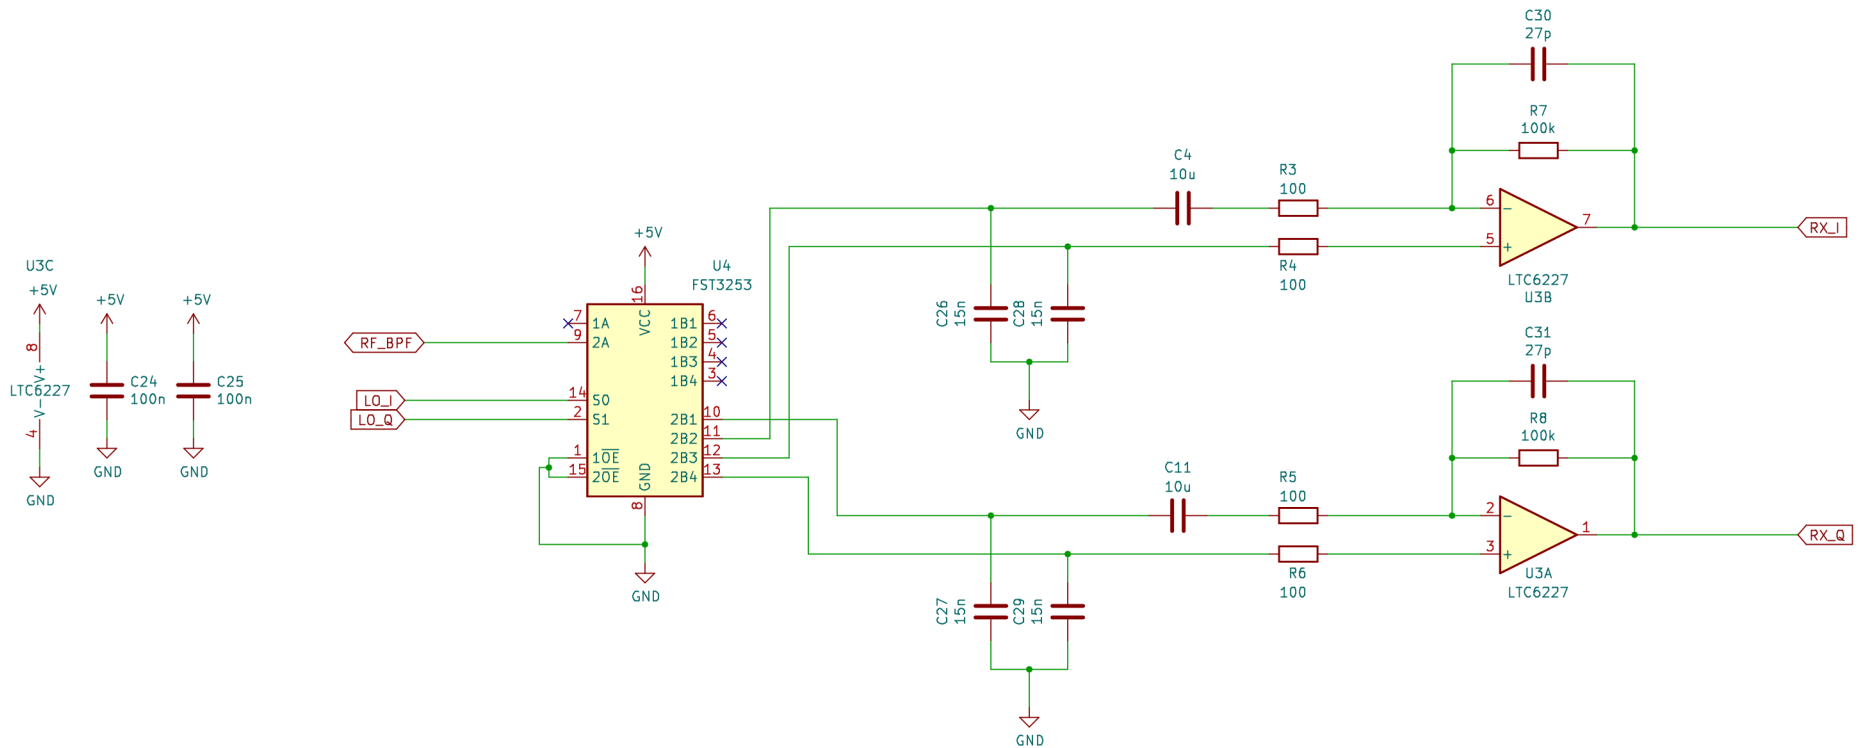 C30
27p
R7
100k
C4
10u
R3
100
6
−
7
RX_I
5
+
R4
100
LTC6227
U3B
+5V
U3C
+5V
+5V
+5V
U4
FST3253
16
VCC
8
V+
LTC6227
V-
4
GND
C24
100n
GND
C25
100n
GND
RF_BPF
LO_I
LO_Q
7
1A
9
2A
14
S0
2
S1
1
1OE
15
2OE
GND
8
GND
1B1
6
1B2
5
1B3
4
1B4
3
2B1
10
2B2
11
2B3
12
2B4
13
C26
15n
C28
15n
GND
C31
27p
R8
100k
C11
10u
R5
100
2
−
1
RX_Q
3
+
R6
100
U3A
LTC6227
C27
15n
C29
15n
GND